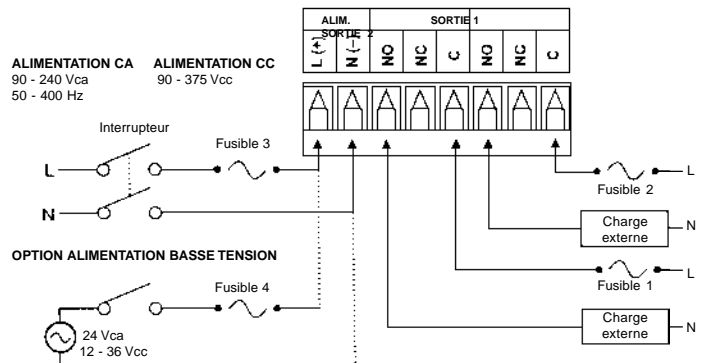 ALIM. SORTIE 1
SORTIE 2
L (+) N (−) NO NC C NO NC C
ALIMENTATION CA ALIMENTATION CC
90 - 240 Vca 90 - 375 Vcc
50 - 400 Hz
Interrupteur
Fusible 3
L
N
L
Fusible 2
Charge
externe
N
OPTION ALIMENTATION BASSE TENSION
L
Fusible 1
Fusible 4
Charge
externe
N
24 Vca
12 - 36 Vcc